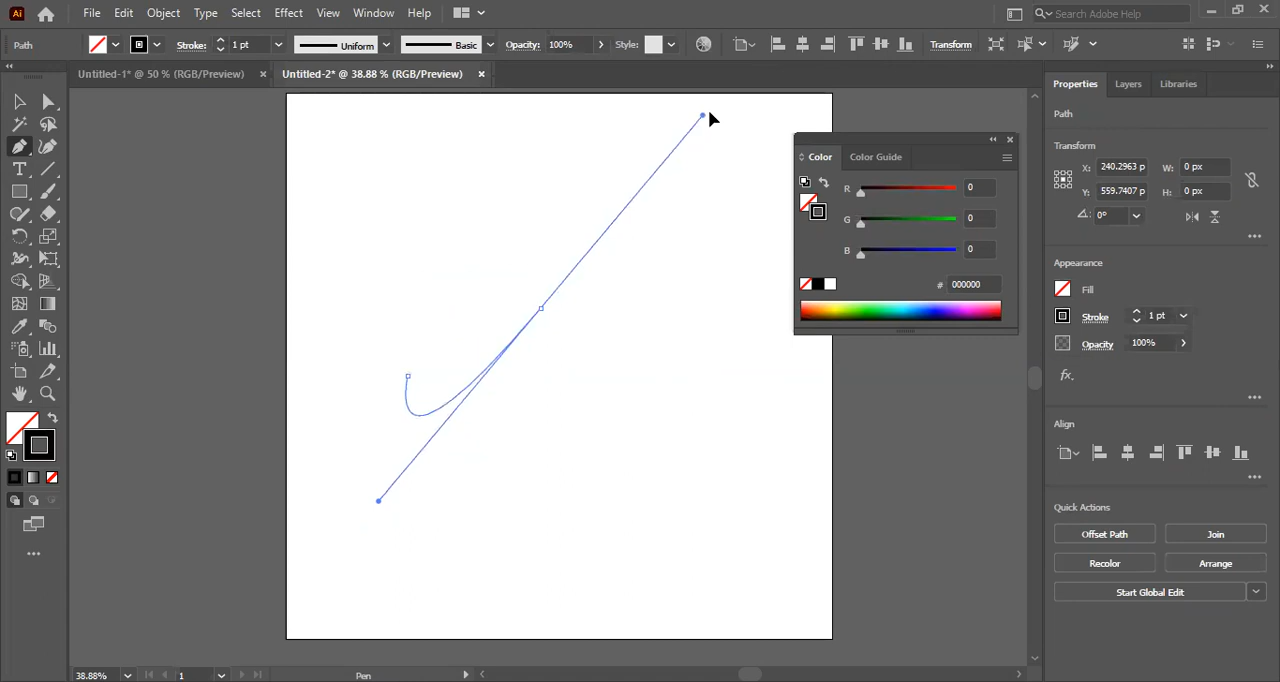 Ai File Edit Object Type Select Effect View Window Help Search Adobe Help
Path Stroke: 1 pt Uniform Basic Opacity: 100% Style: Transform
Untitled-1* @ 50 % (RGB/Preview) × Untitled-2* @ 38.88 % (RGB/Preview) ×
Properties Layers Libraries
Path
Transform
X: 240.2963 p W: 0 px
Y: 559.7407 p H: 0 px
0°
Color Color Guide
R 0
G 0
B 0
# 000000
Appearance
Fill
Stroke 1 pt
Opacity 100%
fx.
Align
Quick Actions
Offset Path Join
Recolor Arrange
Start Global Edit
38.88% 1 Pen